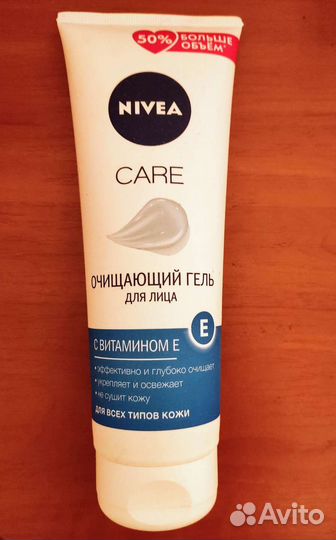 50% БОЛЬШЕ
ОБЪЁМ*
NIVEA
CARE
ОЧИЩАЮЩИЙ ГЕЛЬ
ДЛЯ ЛИЦА
С ВИТАМИНОМ Е
E
•эффективно и глубоко очищает
•укрепляет и освежает
•не сушит кожу
ДЛЯ ВСЕХ ТИПОВ КОЖИ
Avito